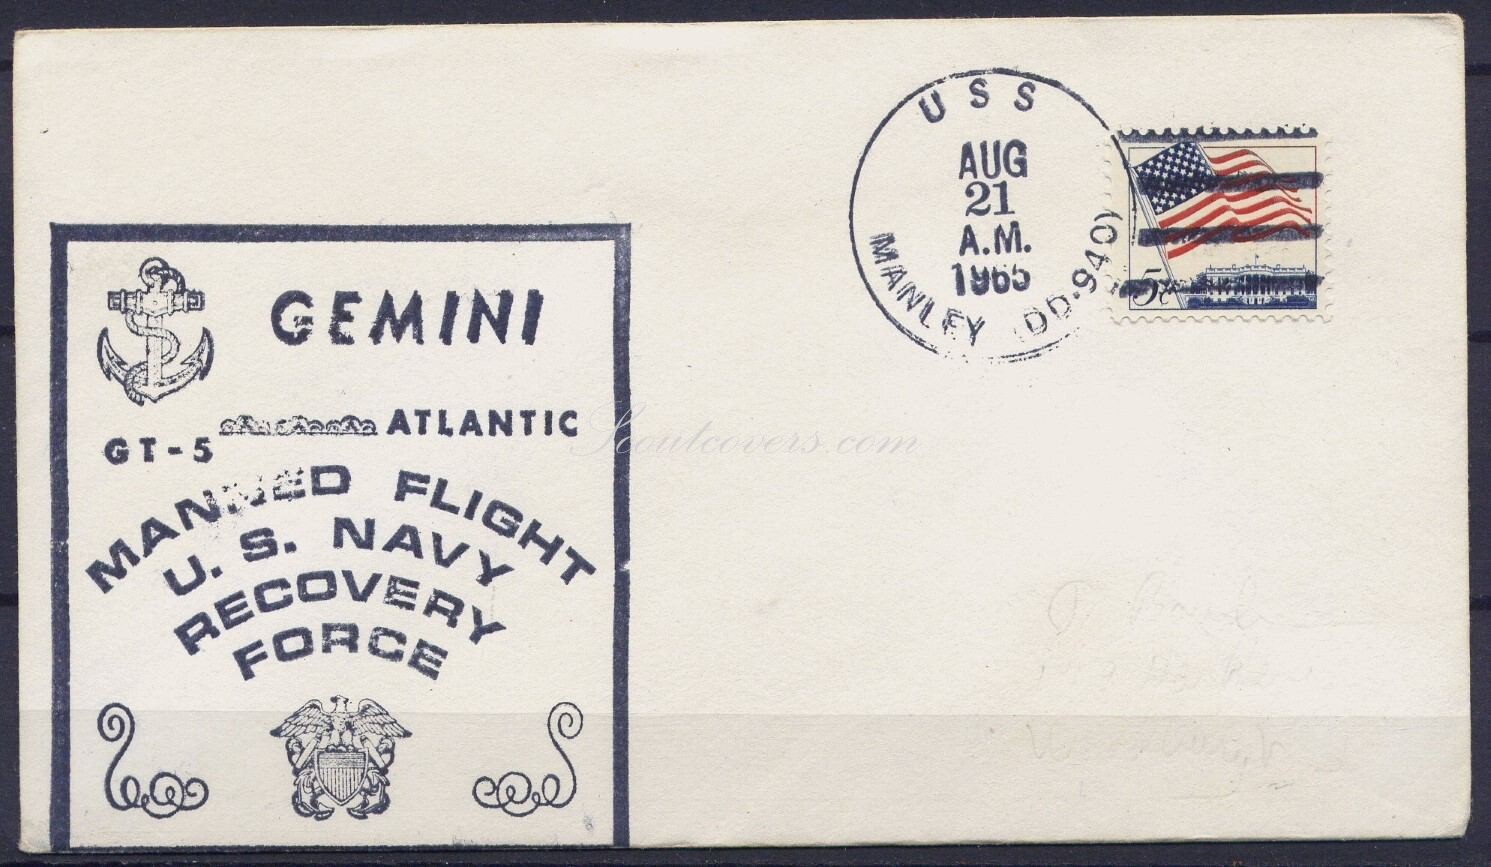 USS
AUG
21
A.M.
1965
MANLEY (DD-940)
5¢
GEMINI
GT-5 ATLANTIC
MANNED FLIGHT
U.S. NAVY
RECOVERY
FORCE
Scoutcovers.com